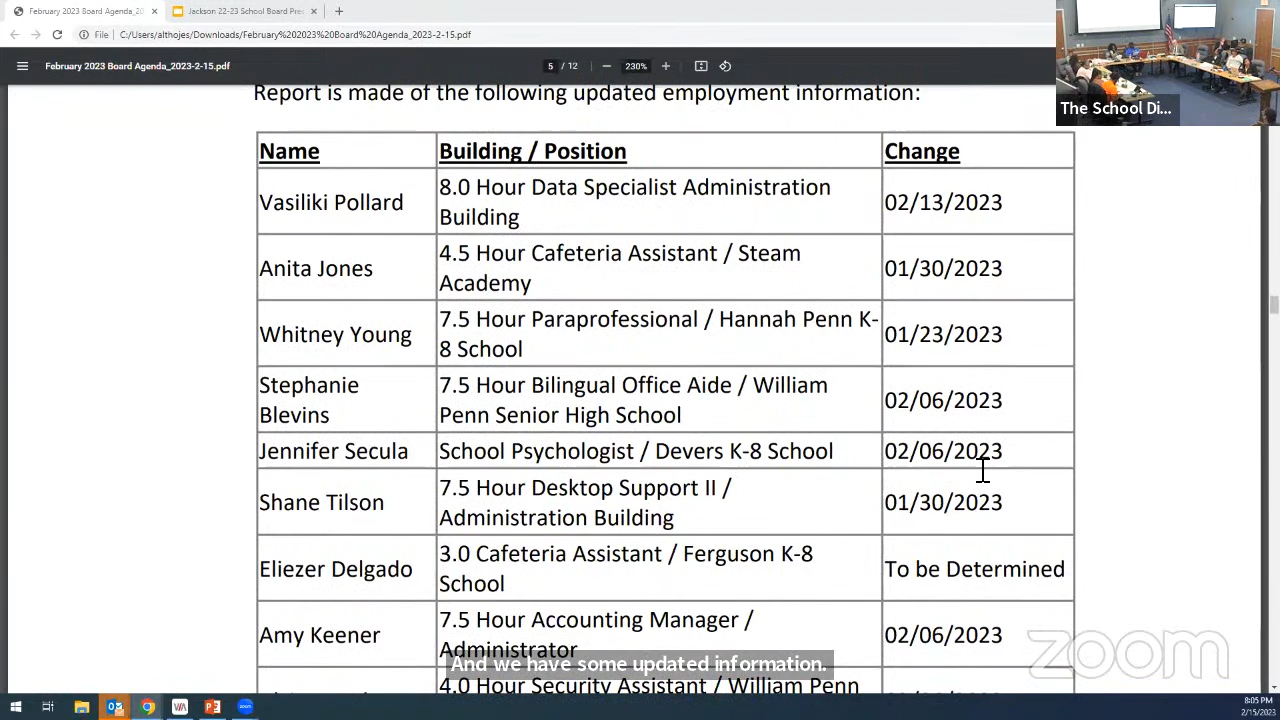 February 2023 Board Agenda_20
Jackson 22-23 School Board Pres
File
C:/Users/althojes/Downloads/February%202023%20Board%20Agenda_2023-2-15.pdf
February 2023 Board Agenda_2023-2-15.pdf
5 / 12
230%
The School Di...
Report is made of the following updated employment information:
Name Building / Position Change
Vasiliki Pollard
8.0 Hour Data Specialist Administration
Building
02/13/2023
Anita Jones
4.5 Hour Cafeteria Assistant / Steam
Academy
01/30/2023
Whitney Young
7.5 Hour Paraprofessional / Hannah Penn K-
8 School
01/23/2023
Stephanie
Blevins
7.5 Hour Bilingual Office Aide / William
Penn Senior High School
02/06/2023
Jennifer Secula
School Psychologist / Devers K-8 School
02/06/2023
Shane Tilson
7.5 Hour Desktop Support II /
Administration Building
01/30/2023
Eliezer Delgado
3.0 Cafeteria Assistant / Ferguson K-8
School
To be Determined
Amy Keener
7.5 Hour Accounting Manager /
Administrator
02/06/2023
And we have some updated information.
4.0 Hour Security Assistant / William Penn
zoom
8:05 PM
2/15/2023